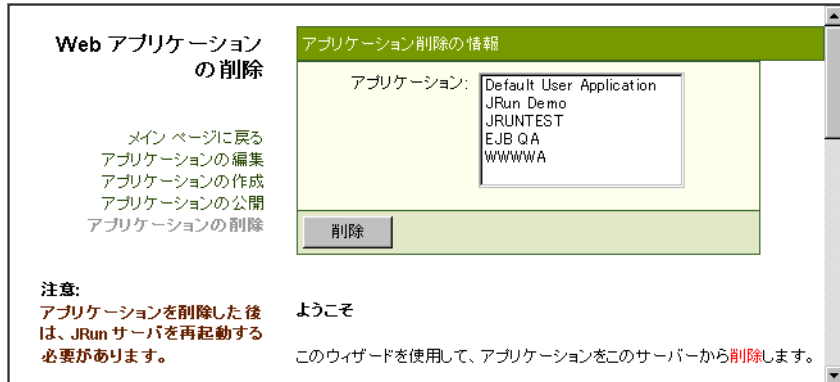 Web アプリケーション
の削除
メイン ページに戻る
アプリケーションの編集
アプリケーションの作成
アプリケーションの公開
アプリケーションの削除
注意:
アプリケーションを削除した後
は、JRun サーバを再起動する
必要があります。
アプリケーション削除の情報
アプリケーション:
Default User Application
JRun Demo
JRUNTEST
EJB QA
WWWWA
削除
ようこそ
このウィザードを使用して、アプリケーションをこのサーバーから削除します。